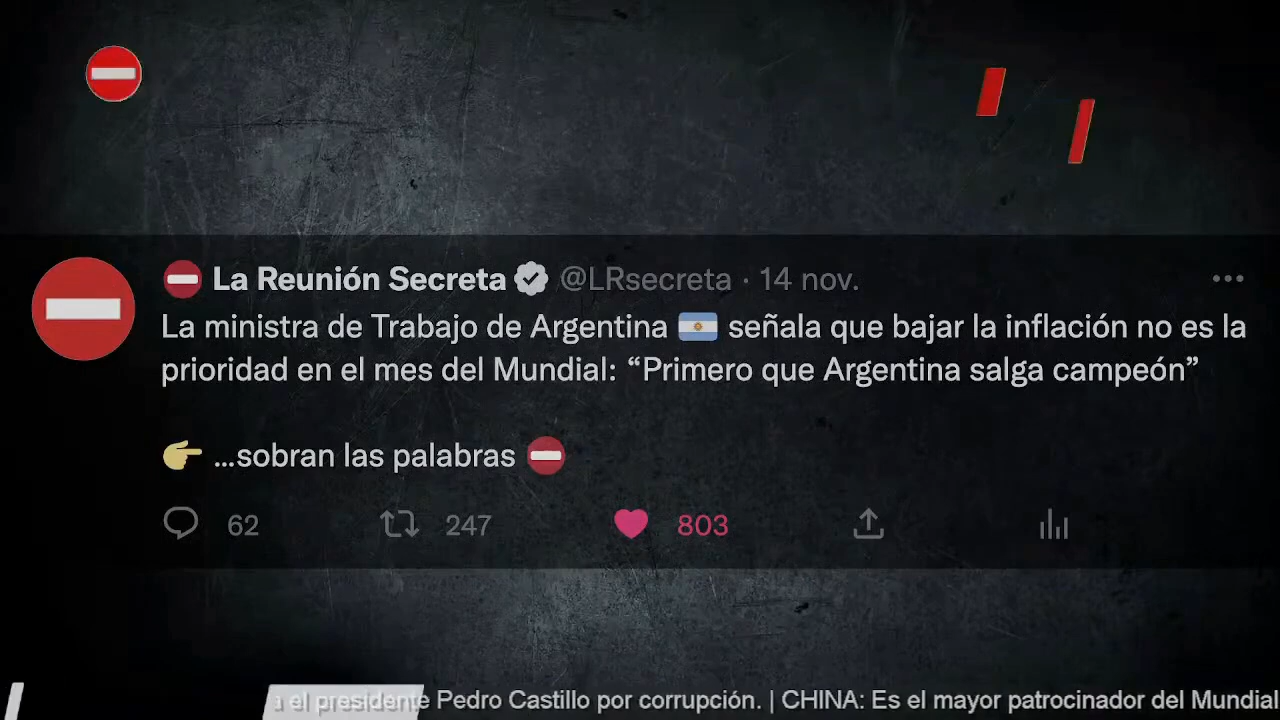 ⛔ La Reunión Secreta @LRsecreta · 14 nov.
La ministra de Trabajo de Argentina 🇦🇷 señala que bajar la inflación no es la
prioridad en el mes del Mundial: “Primero que Argentina salga campeón”
👉 ...sobran las palabras ⛔
62 247 803
a el presidente Pedro Castillo por corrupción. | CHINA: Es el mayor patrocinador del Mundial